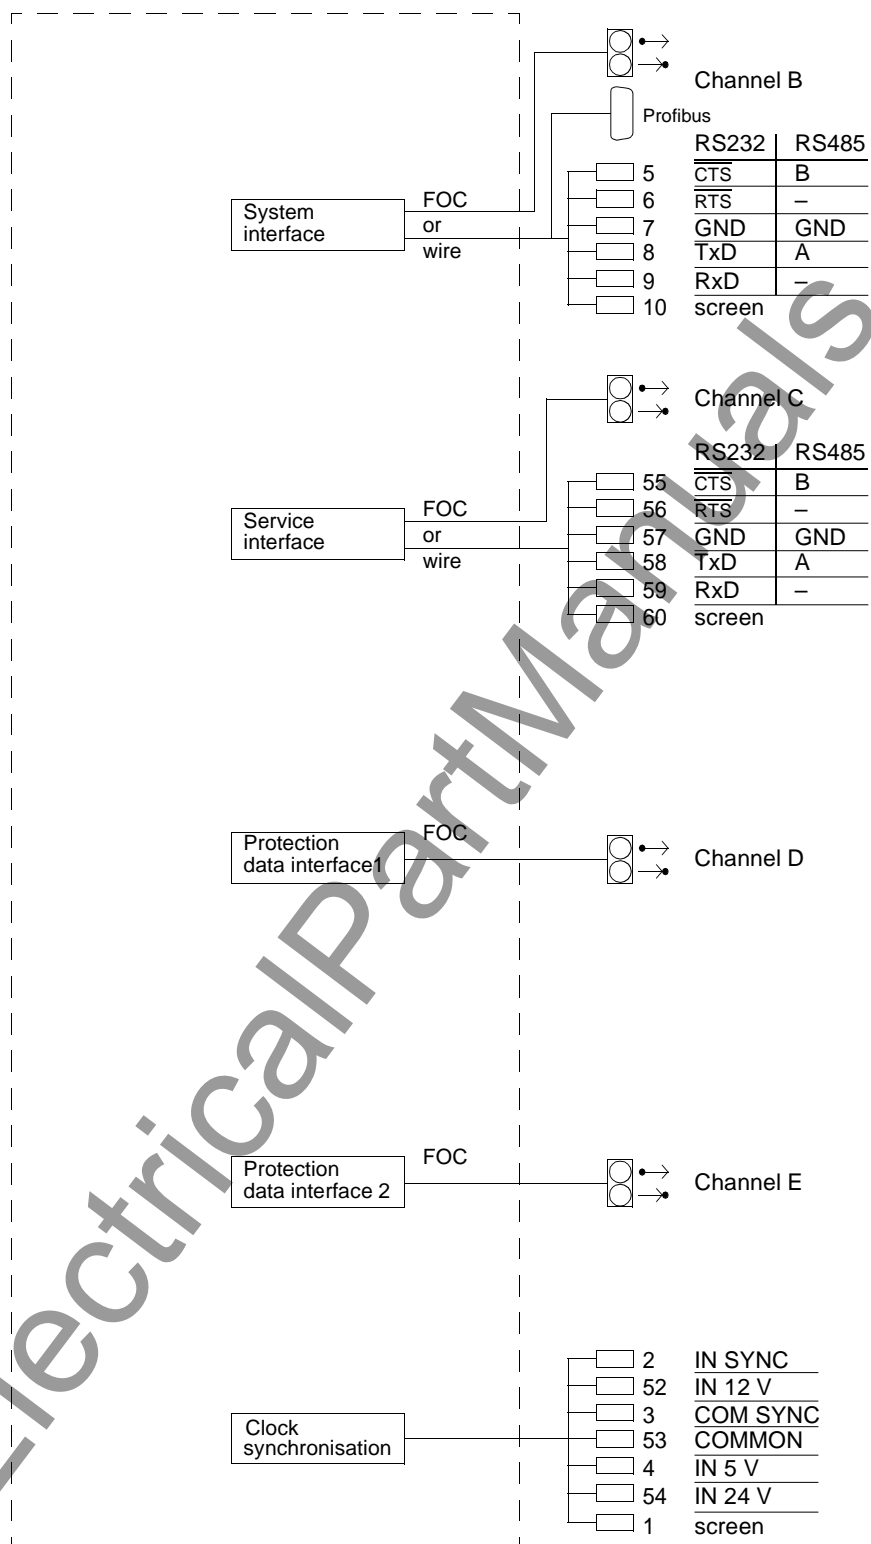 Channel B
Profibus
RS232 RS485
5 CTS B
6 RTS –
7 GND GND
8 TxD A
9 RxD –
10 screen
System
interface
FOC
or
wire
Channel C
RS232 RS485
55 CTS B
56 RTS –
57 GND GND
58 TxD A
59 RxD –
60 screen
Service
interface
FOC
or
wire
Protection
data interface1
FOC
Channel D
Protection
data interface 2
FOC
Channel E
Clock
synchronisation
2 IN SYNC
52 IN 12 V
3 COM SYNC
53 COMMON
4 IN 5 V
54 IN 24 V
1 screen
ElectricalPartManuals